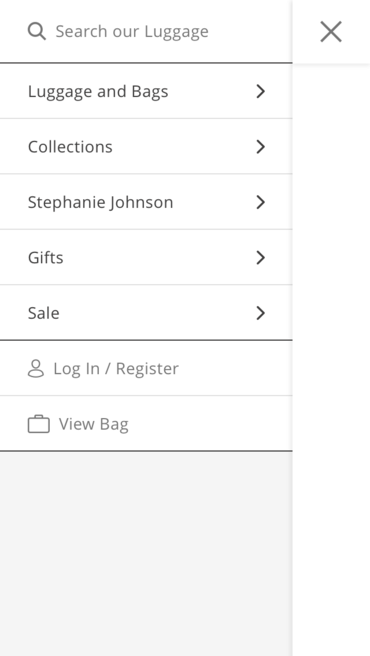 Search our Luggage
Luggage and Bags
Collections
Stephanie Johnson
Gifts
Sale
Log In / Register
View Bag